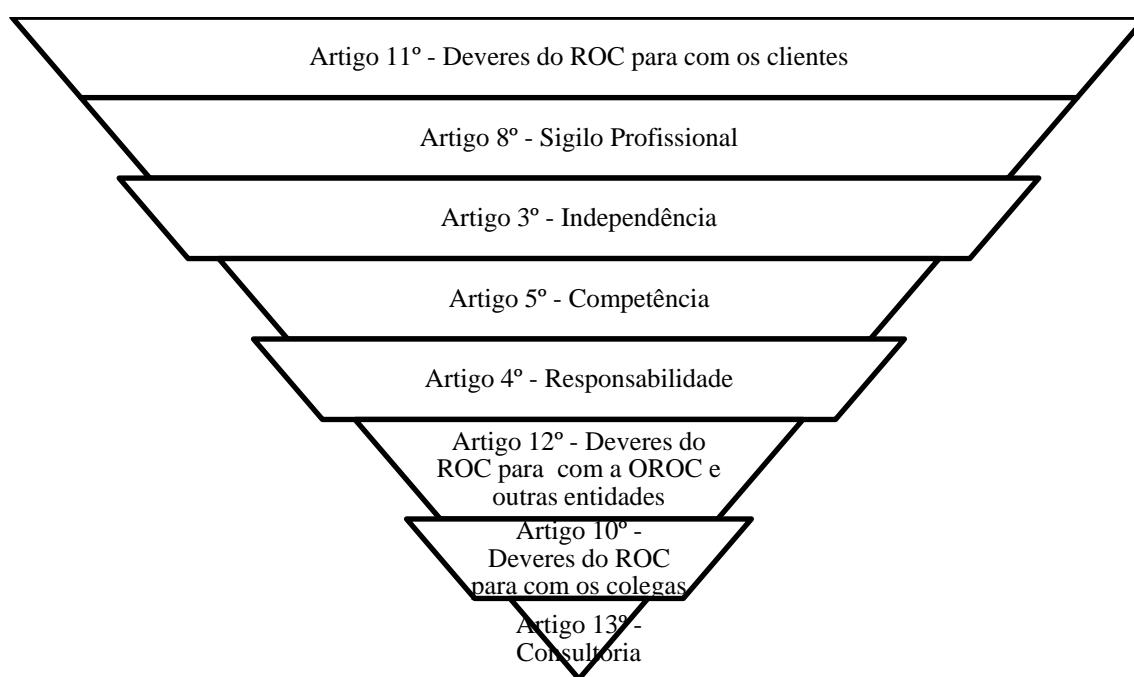 Artigo 11º - Deveres do ROC para com os clientes
Artigo 8º - Sigilo Profissional
Artigo 3º - Independência
Artigo 5º - Competência
Artigo 4º - Responsabilidade
Artigo 12º - Deveres do
ROC para com a OROC e
outras entidades
Artigo 10º -
Deveres do ROC
para com os colegas
Artigo 13º -
Consultoria